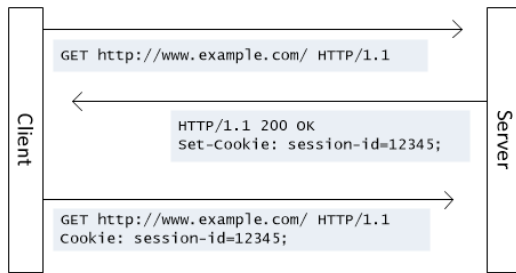 Client
GET http://www.example.com/ HTTP/1.1
HTTP/1.1 200 OK
Set-Cookie: session-id=12345;
GET http://www.example.com/ HTTP/1.1
Cookie: session-id=12345;
Server